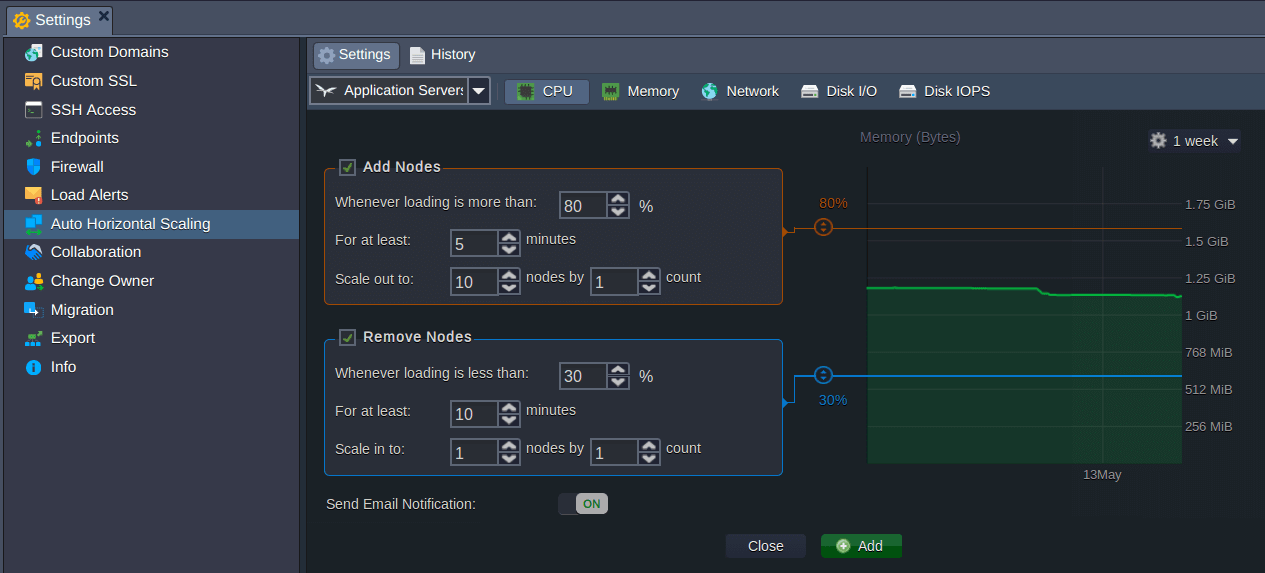 Settings
Custom Domains
Custom SSL
SSH Access
Endpoints
Firewall
Load Alerts
Auto Horizontal Scaling
Collaboration
Change Owner
Migration
Export
Info
Settings History
Application Servers CPU Memory Network Disk I/O Disk IOPS
Memory (Bytes)
1 week
Add Nodes
Whenever loading is more than: 80 %
For at least: 5 minutes
Scale out to: 10 nodes by 1 count
Remove Nodes
Whenever loading is less than: 30 %
For at least: 10 minutes
Scale in to: 1 nodes by 1 count
Send Email Notification: ON
80%
30%
1.75 GiB
1.5 GiB
1.25 GiB
1 GiB
768 MiB
512 MiB
256 MiB
13May
Close Add